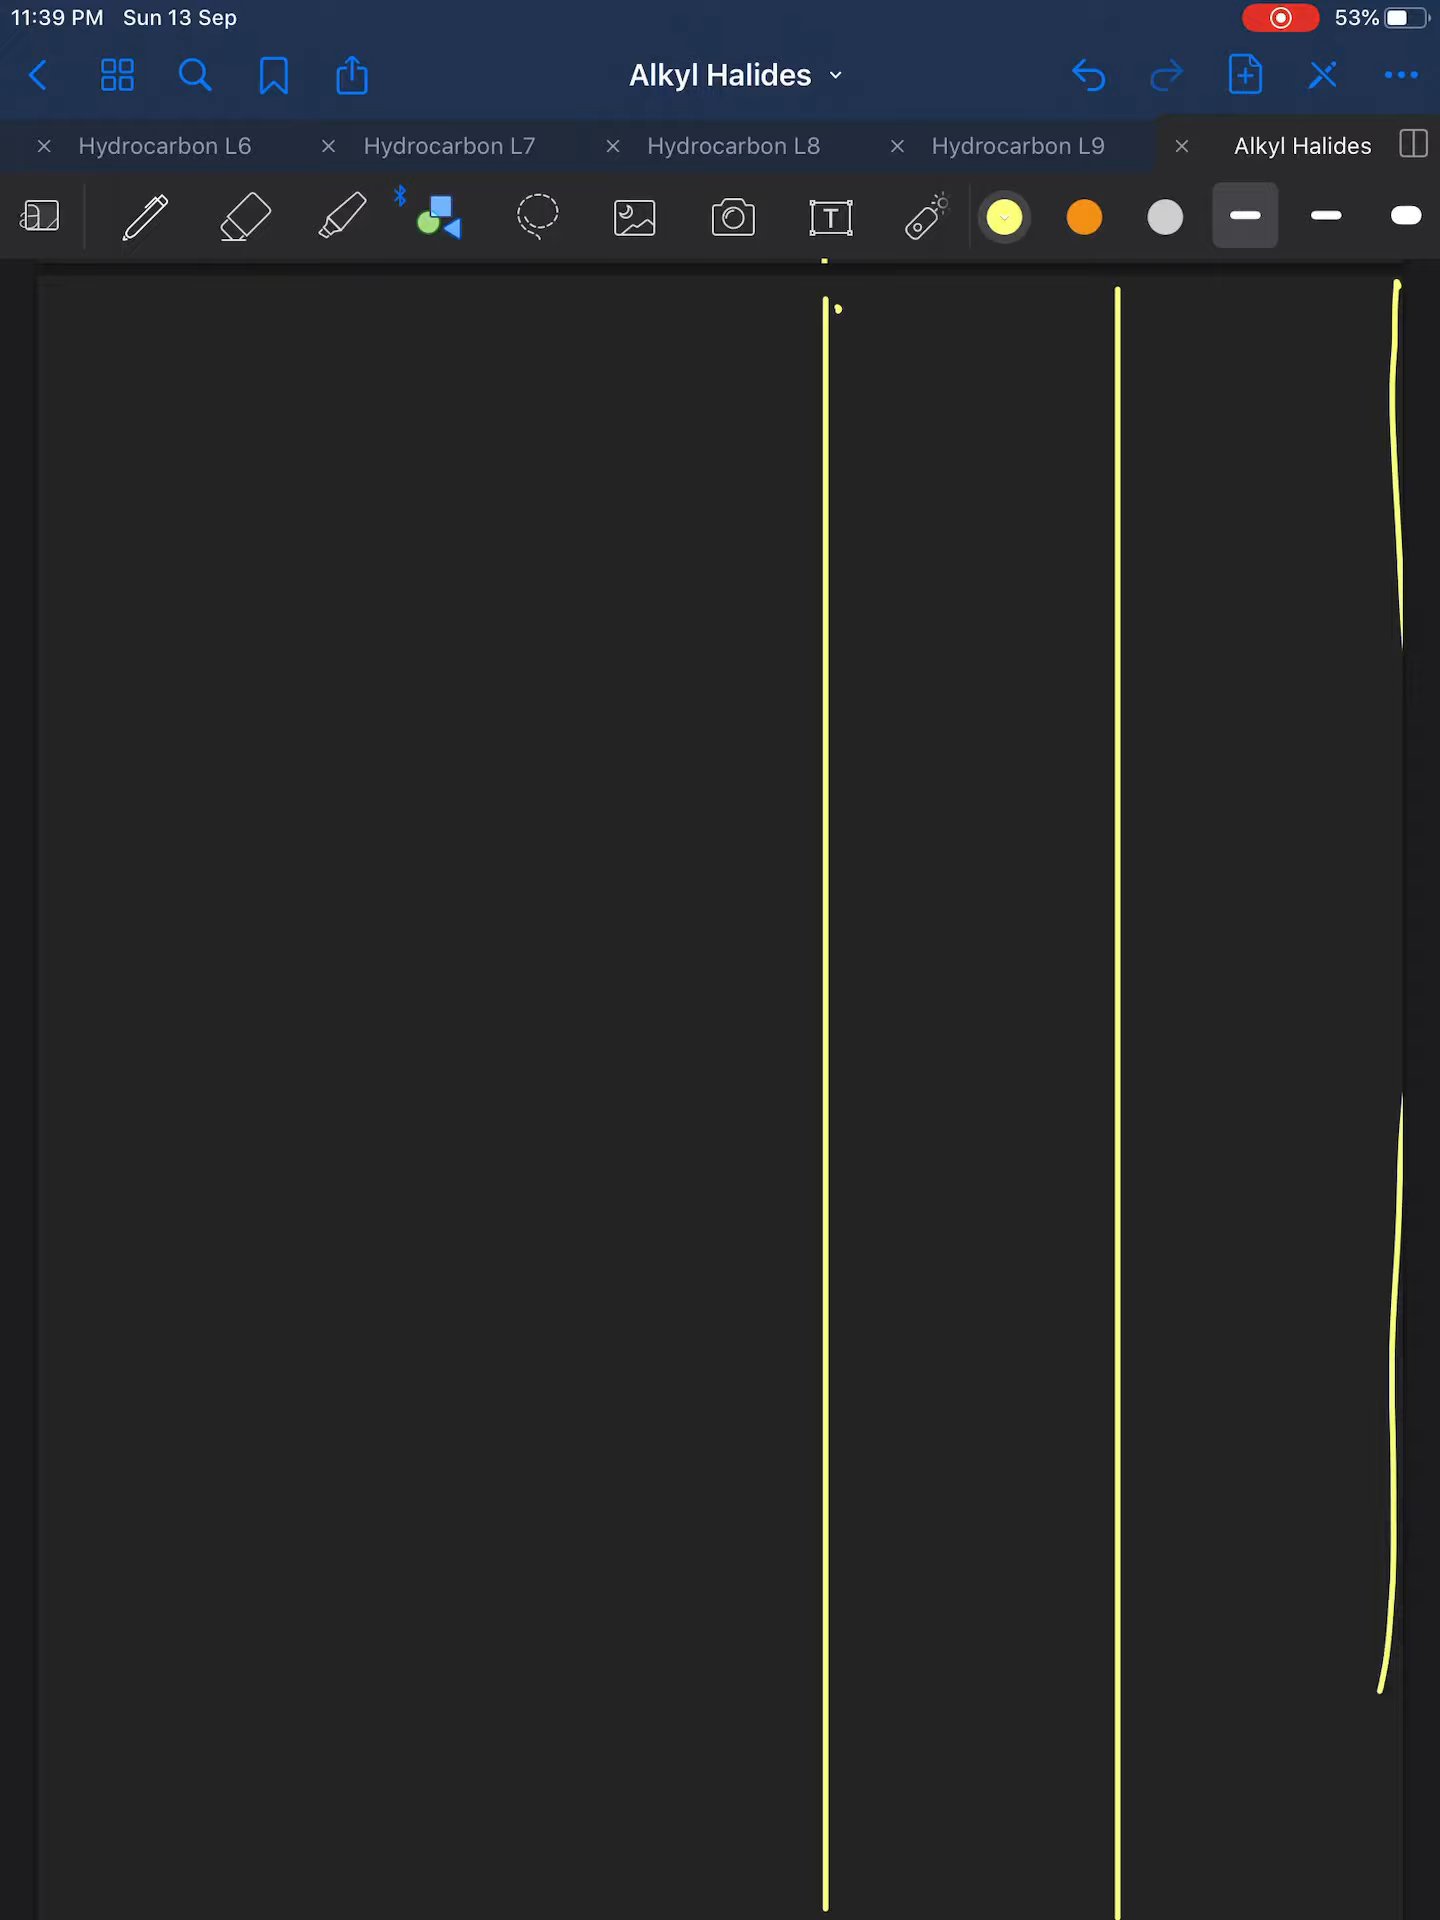 11:39 PM Sun 13 Sep 53%
Alkyl Halides
Hydrocarbon L6 Hydrocarbon L7 Hydrocarbon L8 Hydrocarbon L9 Alkyl Halides
a T